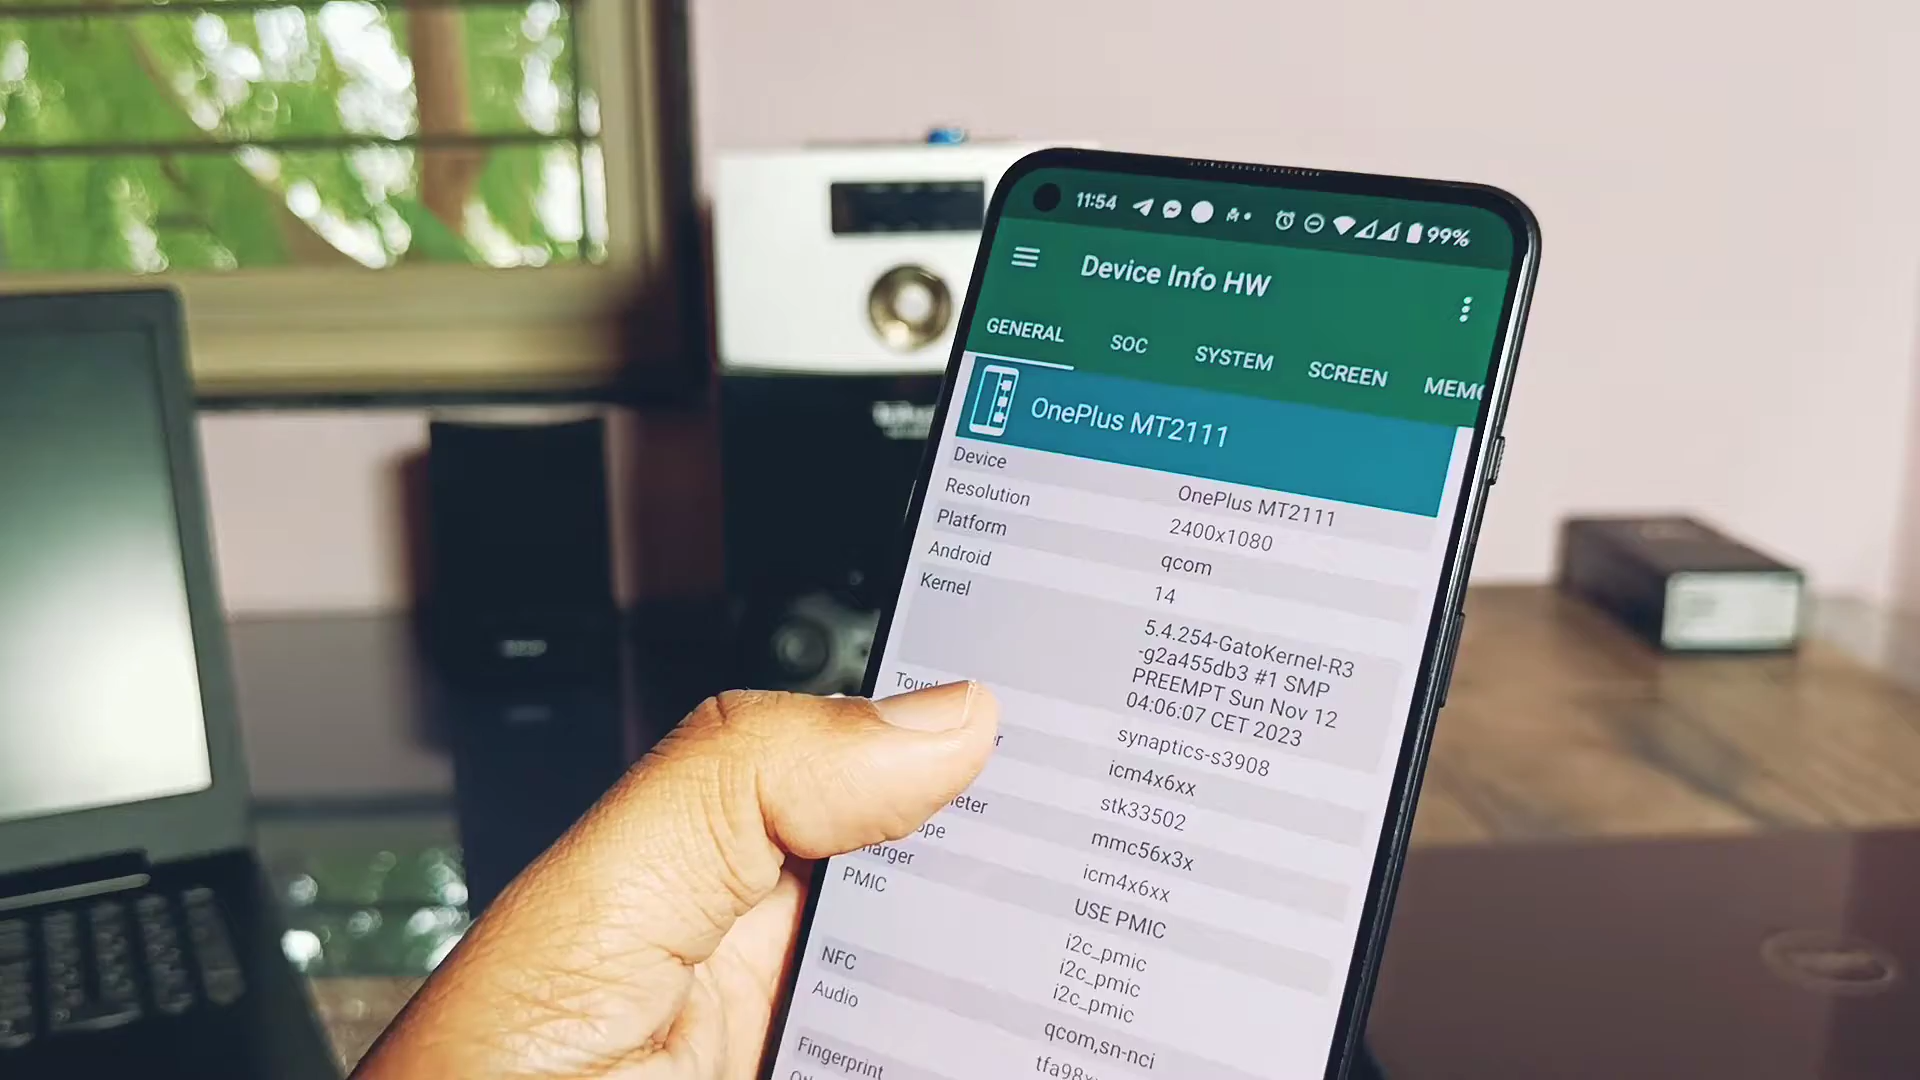 11:54 99%
Device Info HW
GENERAL SOC SYSTEM SCREEN MEMO
OnePlus MT2111
Device OnePlus MT2111
Resolution 2400x1080
Platform qcom
Android 14
Kernel 5.4.254-GatoKernel-R3
-g2a455db3 #1 SMP
PREEMPT Sun Nov 12
04:06:07 CET 2023
synaptics-s3908
icm4x6xx
stk33502
mmc56x3x
icm4x6xx
USE PMIC
PMIC i2c_pmic
i2c_pmic
i2c_pmic
NFC qcom,sn-nci
Audio
Fingerprint